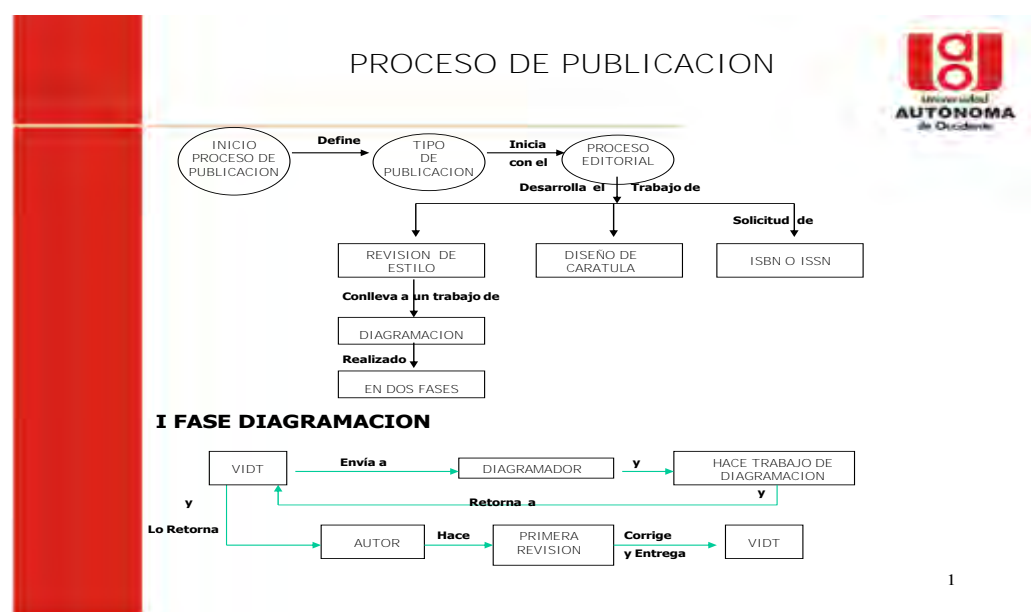 PROCESO DE PUBLICACION
Universidad
AUTÓNOMA
de Occidente
INICIO
PROCESO DE
PUBLICACION
Define
TIPO
DE
PUBLICACION
Inicia
con el
PROCESO
EDITORIAL
Desarrolla el Trabajo de
Solicitud de
REVISION DE
ESTILO
DISEÑO DE
CARATULA
ISBN O ISSN
Conlleva a un trabajo de
DIAGRAMACION
Realizado
EN DOS FASES
I FASE DIAGRAMACION
VIDT
Envía a
DIAGRAMADOR
y
HACE TRABAJO DE
DIAGRAMACION
y
Retorna a
y
Lo Retorna
AUTOR
Hace
PRIMERA
REVISION
Corrige
y Entrega
VIDT
1